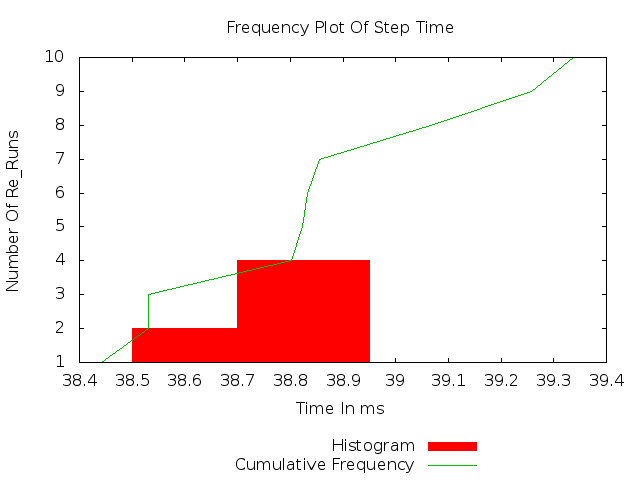 Frequency Plot Of Step Time
Number Of Re_Runs
10
9
8
7
6
5
4
3
2
1
38.4 38.5 38.6 38.7 38.8 38.9 39 39.1 39.2 39.3 39.4
Time In ms
Histogram
Cumulative Frequency